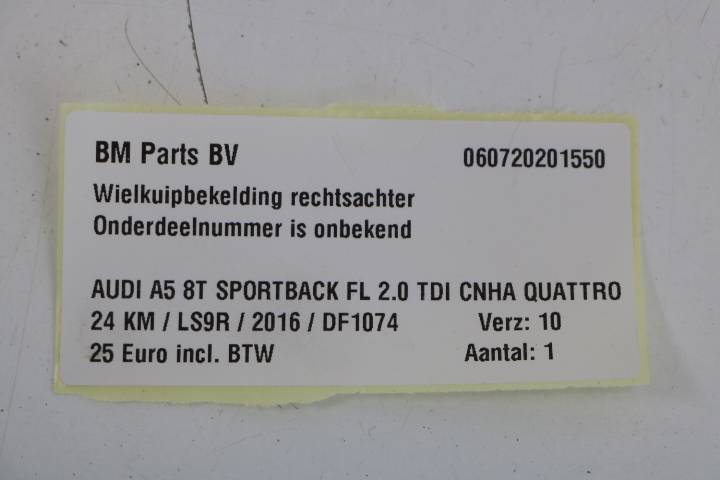 BM Parts BV 060720201550
Wielkuipbekelding rechtsachter
Onderdeelnummer is onbekend
AUDI A5 8T SPORTBACK FL 2.0 TDI CNHA QUATTRO
24 KM / LS9R / 2016 / DF1074 Verz: 10
25 Euro incl. BTW Aantal: 1